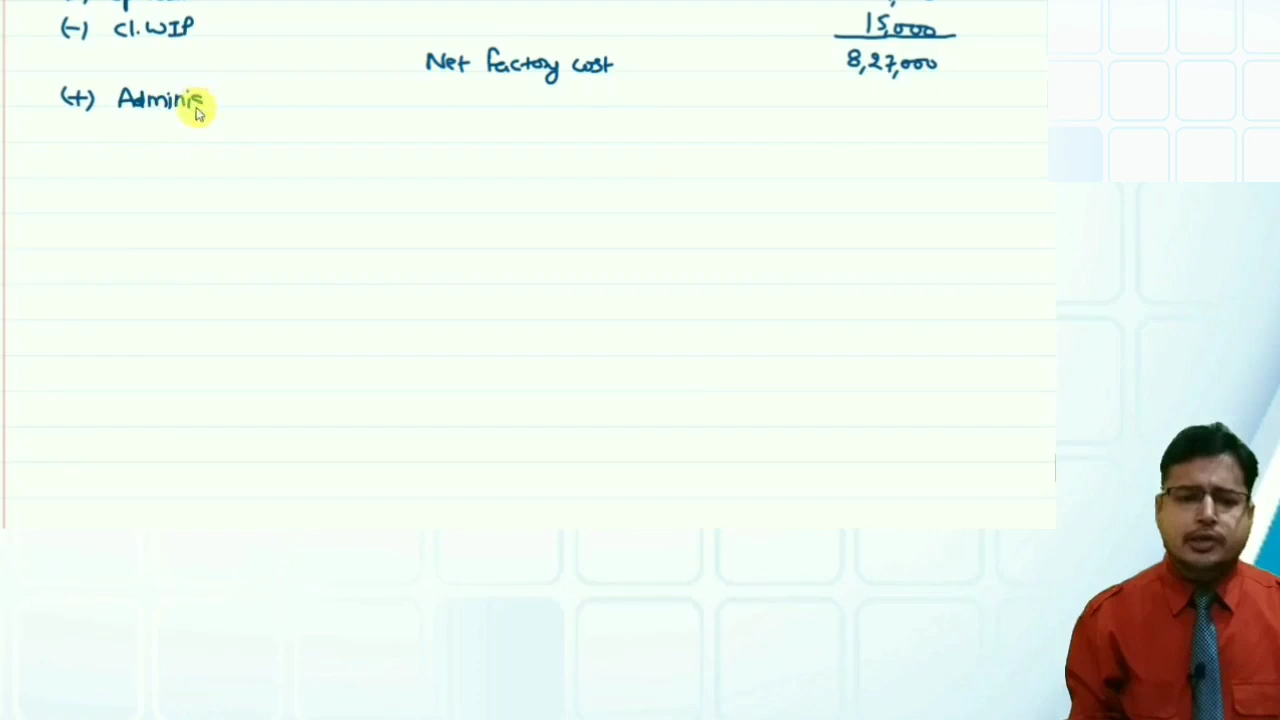 (-) Cl.WIP 15,000
Net factory cost 8,27,000
(+) Adminis